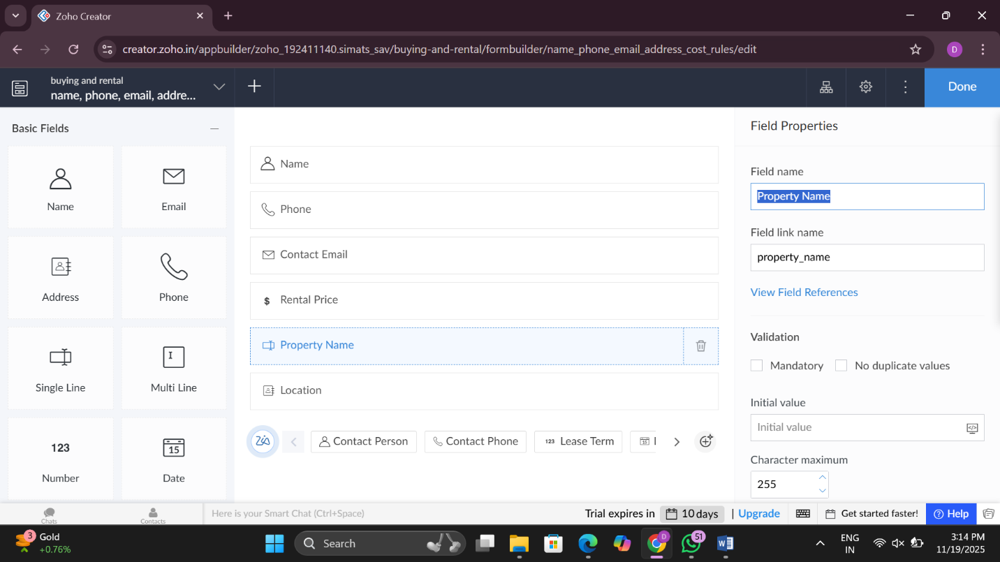 Zoho Creator
creator.zoho.in/appbuilder/zoho_192411140.simats_sav/buying-and-rental/formbuilder/name_phone_email_address_cost_rules/edit
D
buying and rental
name, phone, email, addre...
Done
Basic Fields
Name
Email
Address
Phone
Single Line
Multi Line
123
Number
15
Date
Name
Phone
Contact Email
$ Rental Price
Property Name
Location
Zia
Contact Person
Contact Phone
123 Lease Term
Field Properties
Field name
Property Name
Field link name
property_name
View Field References
Validation
Mandatory
No duplicate values
Initial value
Initial value
Character maximum
255
Chats
Contacts
Here is your Smart Chat (Ctrl+Space)
Trial expires in 10 days | Upgrade
Get started faster!
Help
3
Gold
+0.76%
Search
D
51
W
ENG
IN
3:14 PM
11/19/2025